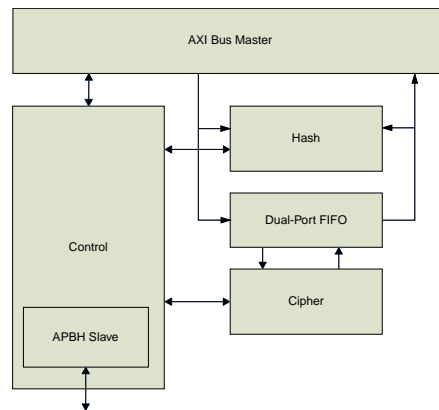 AXI Bus Master
Hash
Dual-Port FIFO
Control
Cipher
APBH Slave